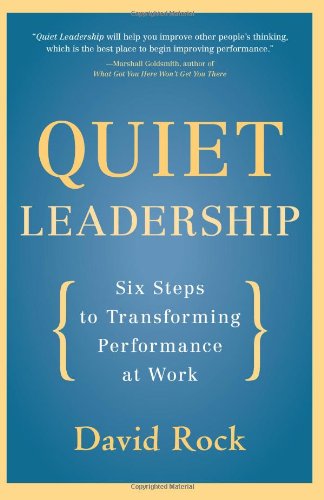 "Quiet Leadership will help you improve other people's thinking,
which is the best place to begin improving performance."
—Marshall Goldsmith, author of
What Got You Here Won't Get You There
QUIET
LEADERSHIP
Six Steps
to Transforming
Performance
at Work
David Rock